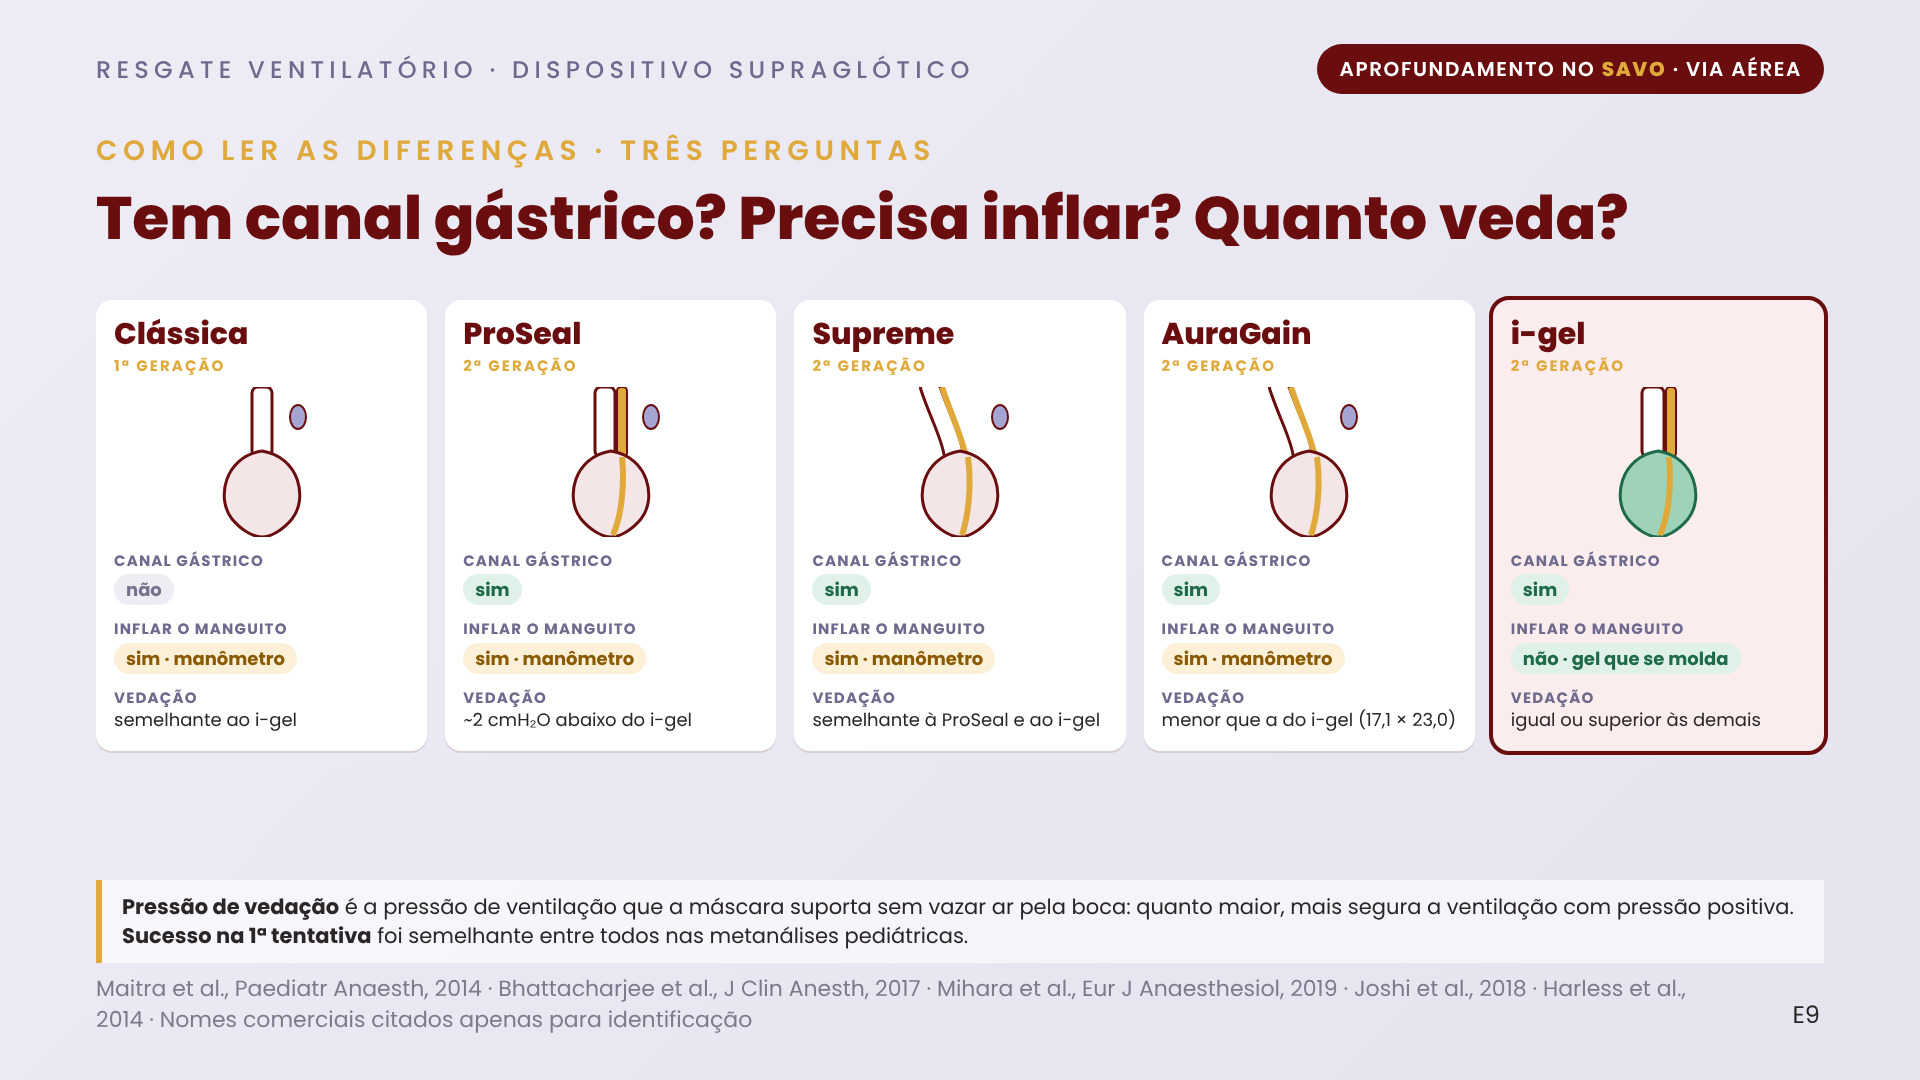 RESGATE VENTILATÓRIO · DISPOSITIVO SUPRAGLÓTICO
APROFUNDAMENTO NO SAVO · VIA AÉREA
COMO LER AS DIFERENÇAS · TRÊS PERGUNTAS
Tem canal gástrico? Precisa inflar? Quanto veda?
Clássica
1ª GERAÇÃO
CANAL GÁSTRICO
não
INFLAR O MANGUITO
sim · manômetro
VEDAÇÃO
semelhante ao i-gel
ProSeal
2ª GERAÇÃO
CANAL GÁSTRICO
sim
INFLAR O MANGUITO
sim · manômetro
VEDAÇÃO
~2 cmH₂O abaixo do i-gel
Supreme
2ª GERAÇÃO
CANAL GÁSTRICO
sim
INFLAR O MANGUITO
sim · manômetro
VEDAÇÃO
semelhante à ProSeal e ao i-gel
AuraGain
2ª GERAÇÃO
CANAL GÁSTRICO
sim
INFLAR O MANGUITO
sim · manômetro
VEDAÇÃO
menor que a do i-gel (17,1 × 23,0)
i-gel
2ª GERAÇÃO
CANAL GÁSTRICO
sim
INFLAR O MANGUITO
não · gel que se molda
VEDAÇÃO
igual ou superior às demais
Pressão de vedação é a pressão de ventilação que a máscara suporta sem vazar ar pela boca: quanto maior, mais segura a ventilação com pressão positiva.
Sucesso na 1ª tentativa foi semelhante entre todos nas metanálises pediátricas.
Maitra et al., Paediatr Anaesth, 2014 · Bhattacharjee et al., J Clin Anesth, 2017 · Mihara et al., Eur J Anaesthesiol, 2019 · Joshi et al., 2018 · Harless et al.,
2014 · Nomes comerciais citados apenas para identificação
E9